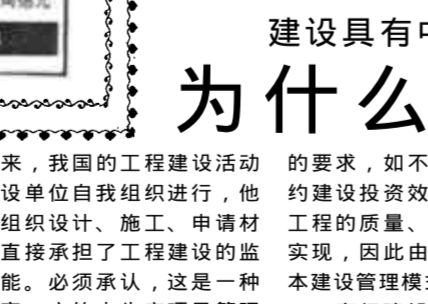 建设具有
为什么
来，我国的工程建设活动
设单位自我组织进行，他
组织设计、施工、申请材
直接承担了工程建设的监
能。必须承认，这是一种
的要求，如不
约建设投资效
工程的质量、
实现，因此由
本建设管理模